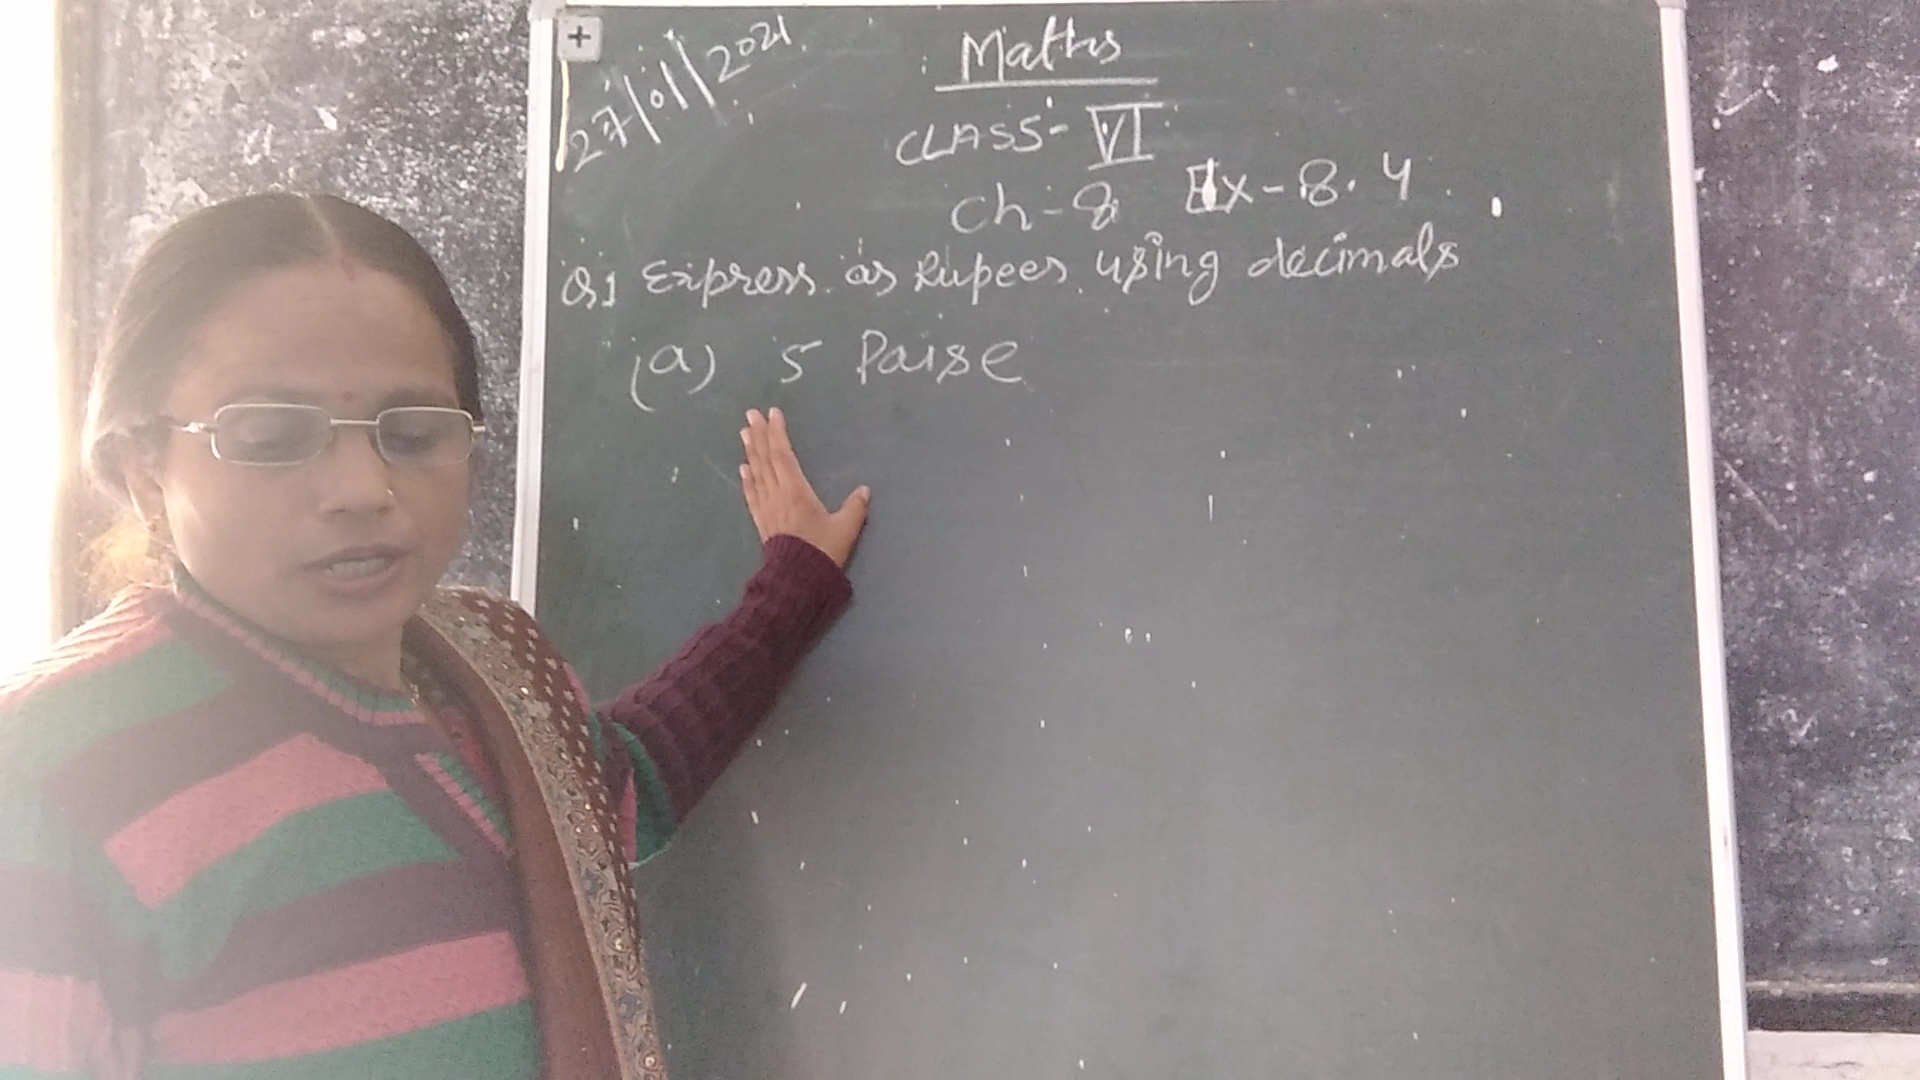 27/01/2021
Maths
CLASS- VI
Ch-8 Ex-8.4
Q1 Express as Rupees using decimals
(a) 5 Paise